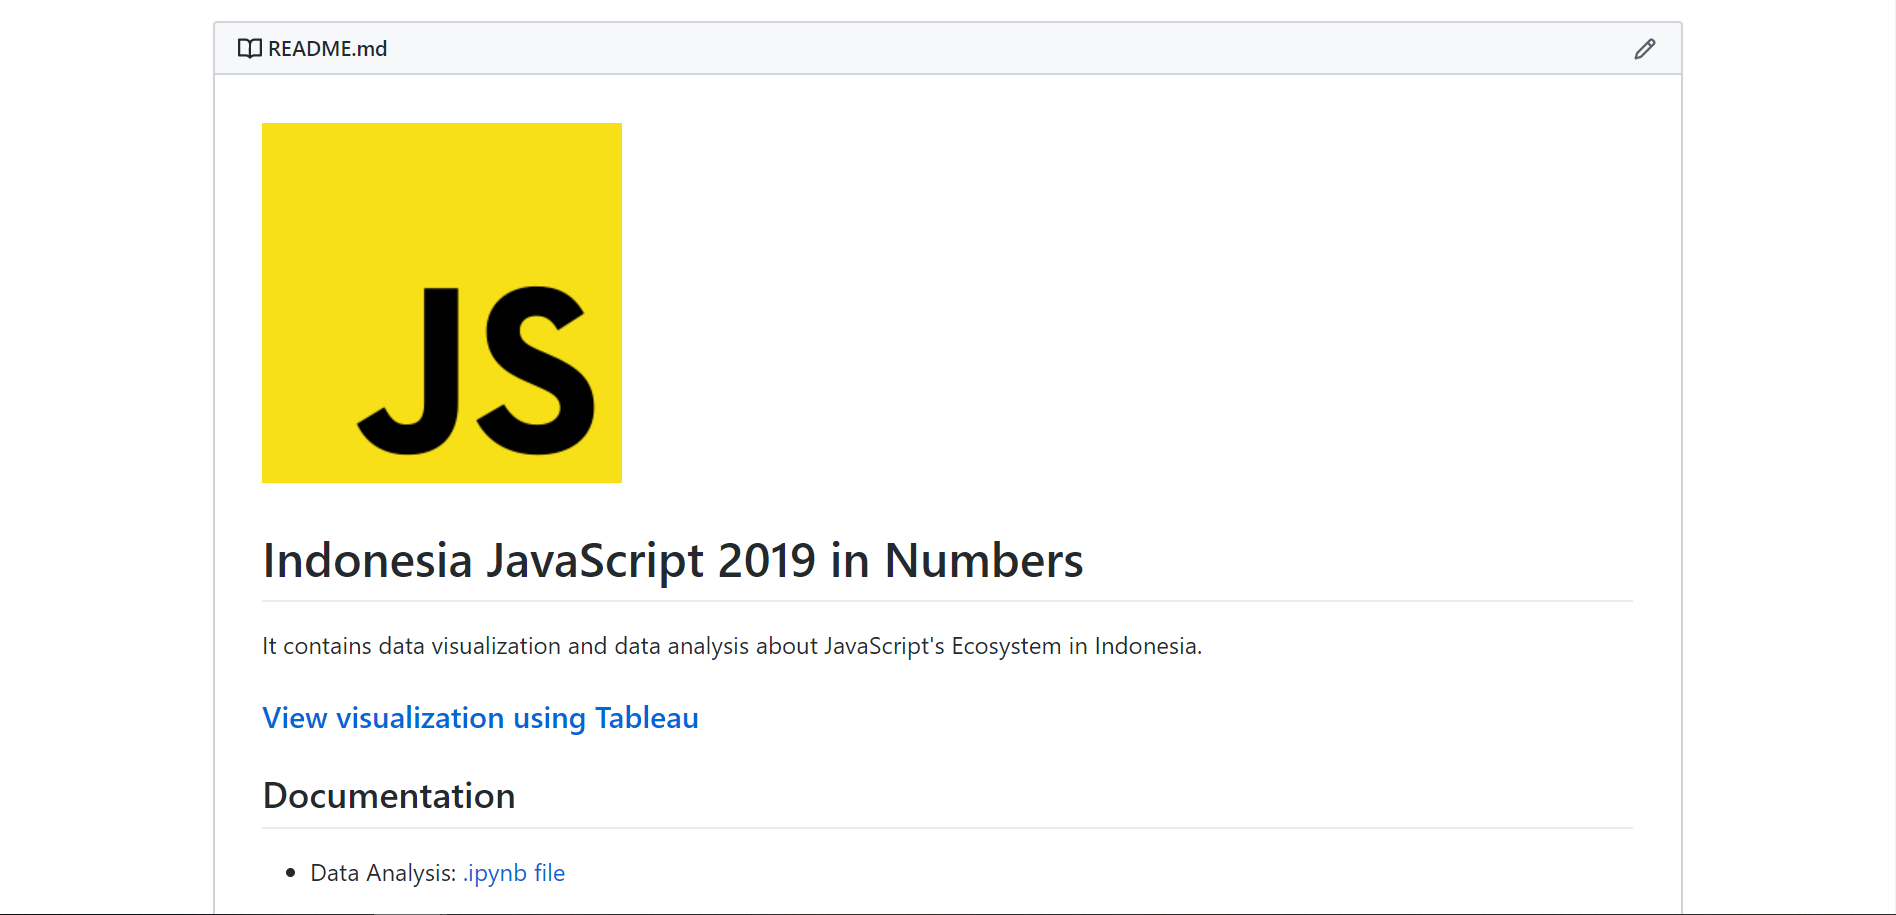 README.md
JS
Indonesia JavaScript 2019 in Numbers
It contains data visualization and data analysis about JavaScript's Ecosystem in Indonesia.
View visualization using Tableau
Documentation
Data Analysis: .ipynb file